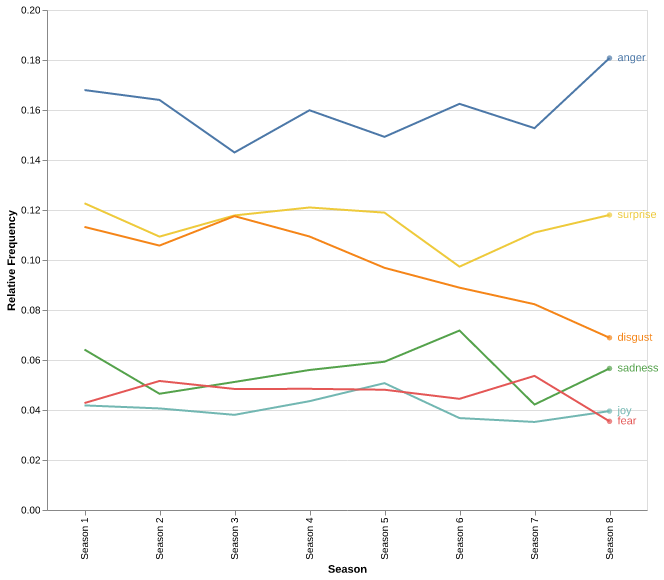 0.20
0.18
0.16
0.14
0.12
0.10
0.08
0.06
0.04
0.02
0.00
Relative Frequency
anger
surprise
disgust
sadness
joy
fear
Season 1
Season 2
Season 3
Season 4
Season 5
Season 6
Season 7
Season 8
Season